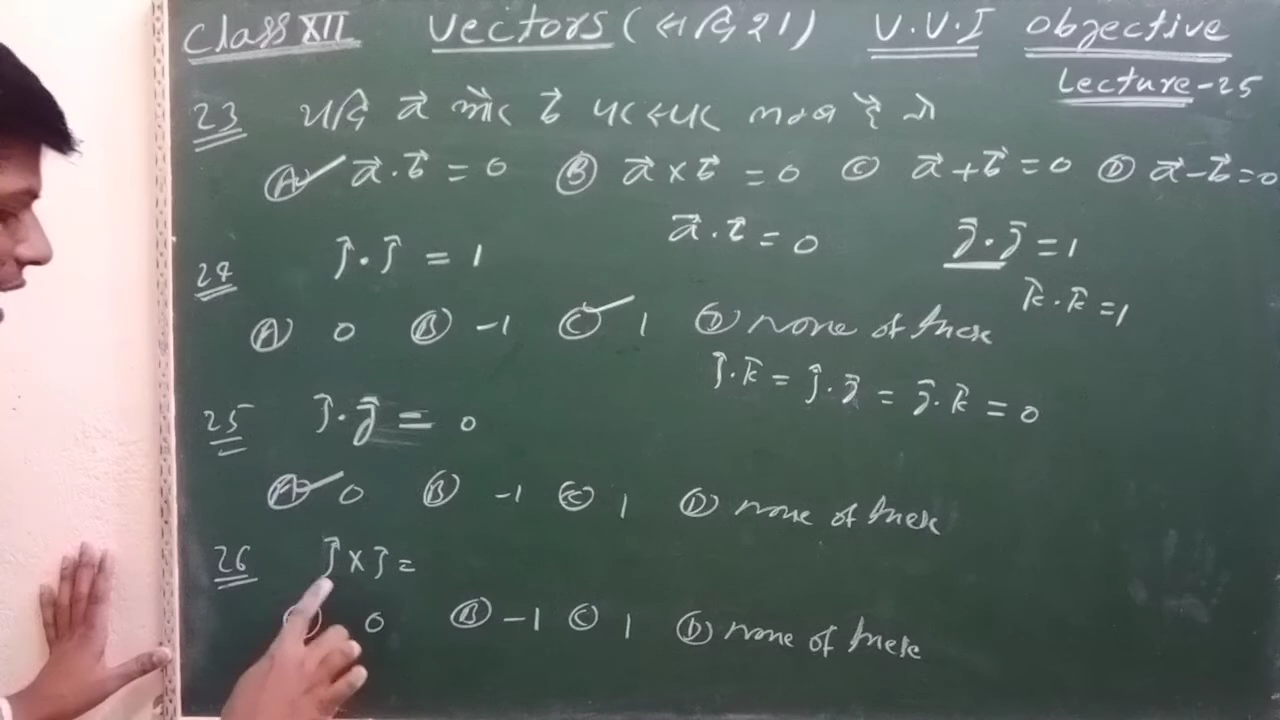 Class XII Vectors (सदिश) V.V.I Objective
Lecture-25
23 यदि a⃗ और b⃗ परस्पर लम्ब है तो
(A) ✓ a⃗.b⃗ = 0 (B) a⃗×b⃗ = 0 (C) a⃗+b⃗ = 0 (D) a⃗-b⃗=0
a⃗.b⃗ = 0 j⃗.j⃗ = 1
24 i⃗.i⃗ = 1
k⃗.k⃗ = 1
(A) 0 (B) -1 (C) ✓ 1 (D) none of these
i⃗.k⃗ = i⃗.j⃗ = j⃗.k⃗ = 0
25 i⃗.j⃗ = 0
(A) ✓ 0 (B) -1 (C) 1 (D) none of these
26 i⃗×i⃗ =
0 (B) -1 (C) 1 (D) none of these